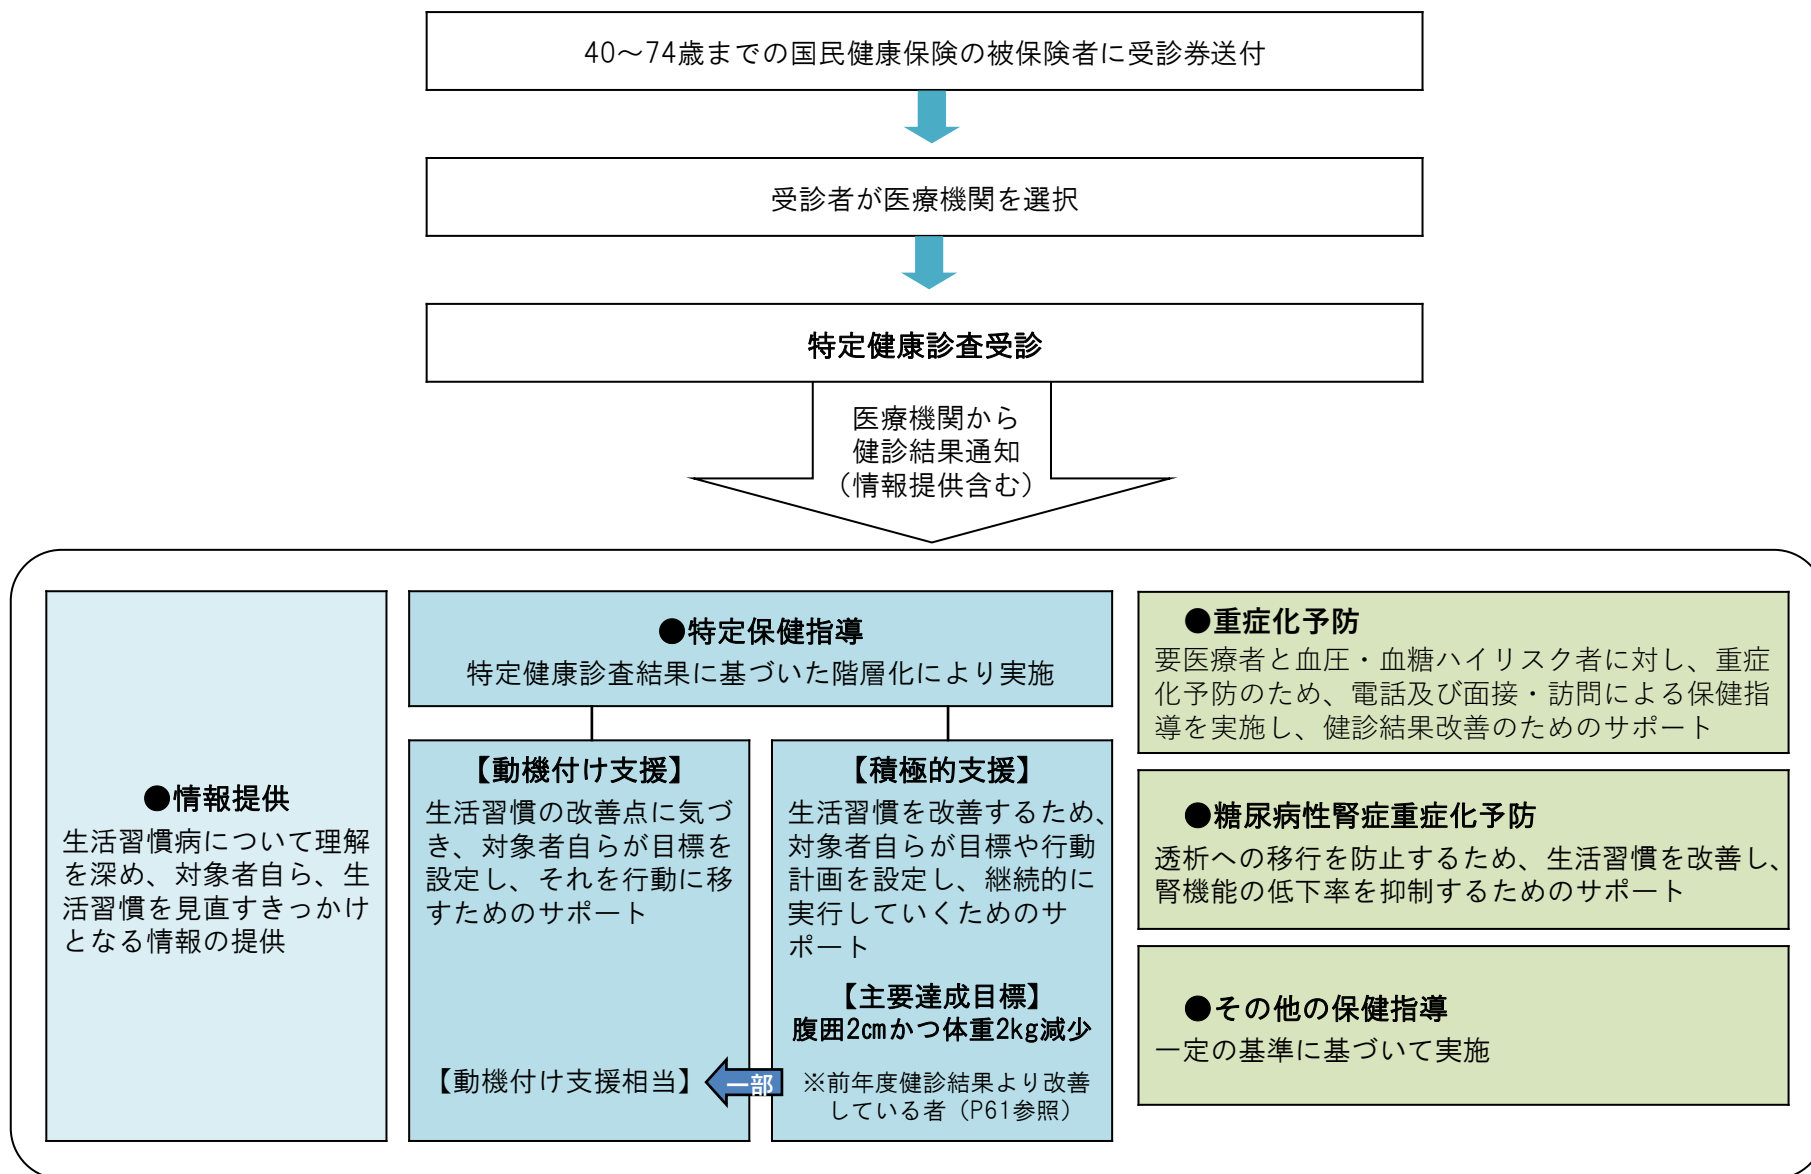 40～74歳までの国民健康保険の被保険者に受診券送付
受診者が医療機関を選択
特定健康診査受診
医療機関から
健診結果通知
（情報提供含む）
●情報提供
生活習慣病について理解
を深め、対象者自ら、生
活習慣を見直すきっかけ
となる情報の提供
●特定保健指導
特定健康診査結果に基づいた階層化により実施
【動機付け支援】
生活習慣の改善点に気づ
き、対象者自らが目標を
設定し、それを行動に移
すためのサポート
【動機付け支援相当】
【積極的支援】
生活習慣を改善するため、
対象者自らが目標や行動
計画を設定し、継続的に
実行していくためのサ
ポート
【主要達成目標】
腹囲2㎝かつ体重2kg減少
一部
※前年度健診結果より改善
している者（P61参照）
●重症化予防
要医療者と血圧・血糖ハイリスク者に対し、重症
化予防のため、電話及び面接・訪問による保健指
導を実施し、健診結果改善のためのサポート
●糖尿病性腎症重症化予防
透析への移行を防止するため、生活習慣を改善し、
腎機能の低下率を抑制するためのサポート
●その他の保健指導
一定の基準に基づいて実施